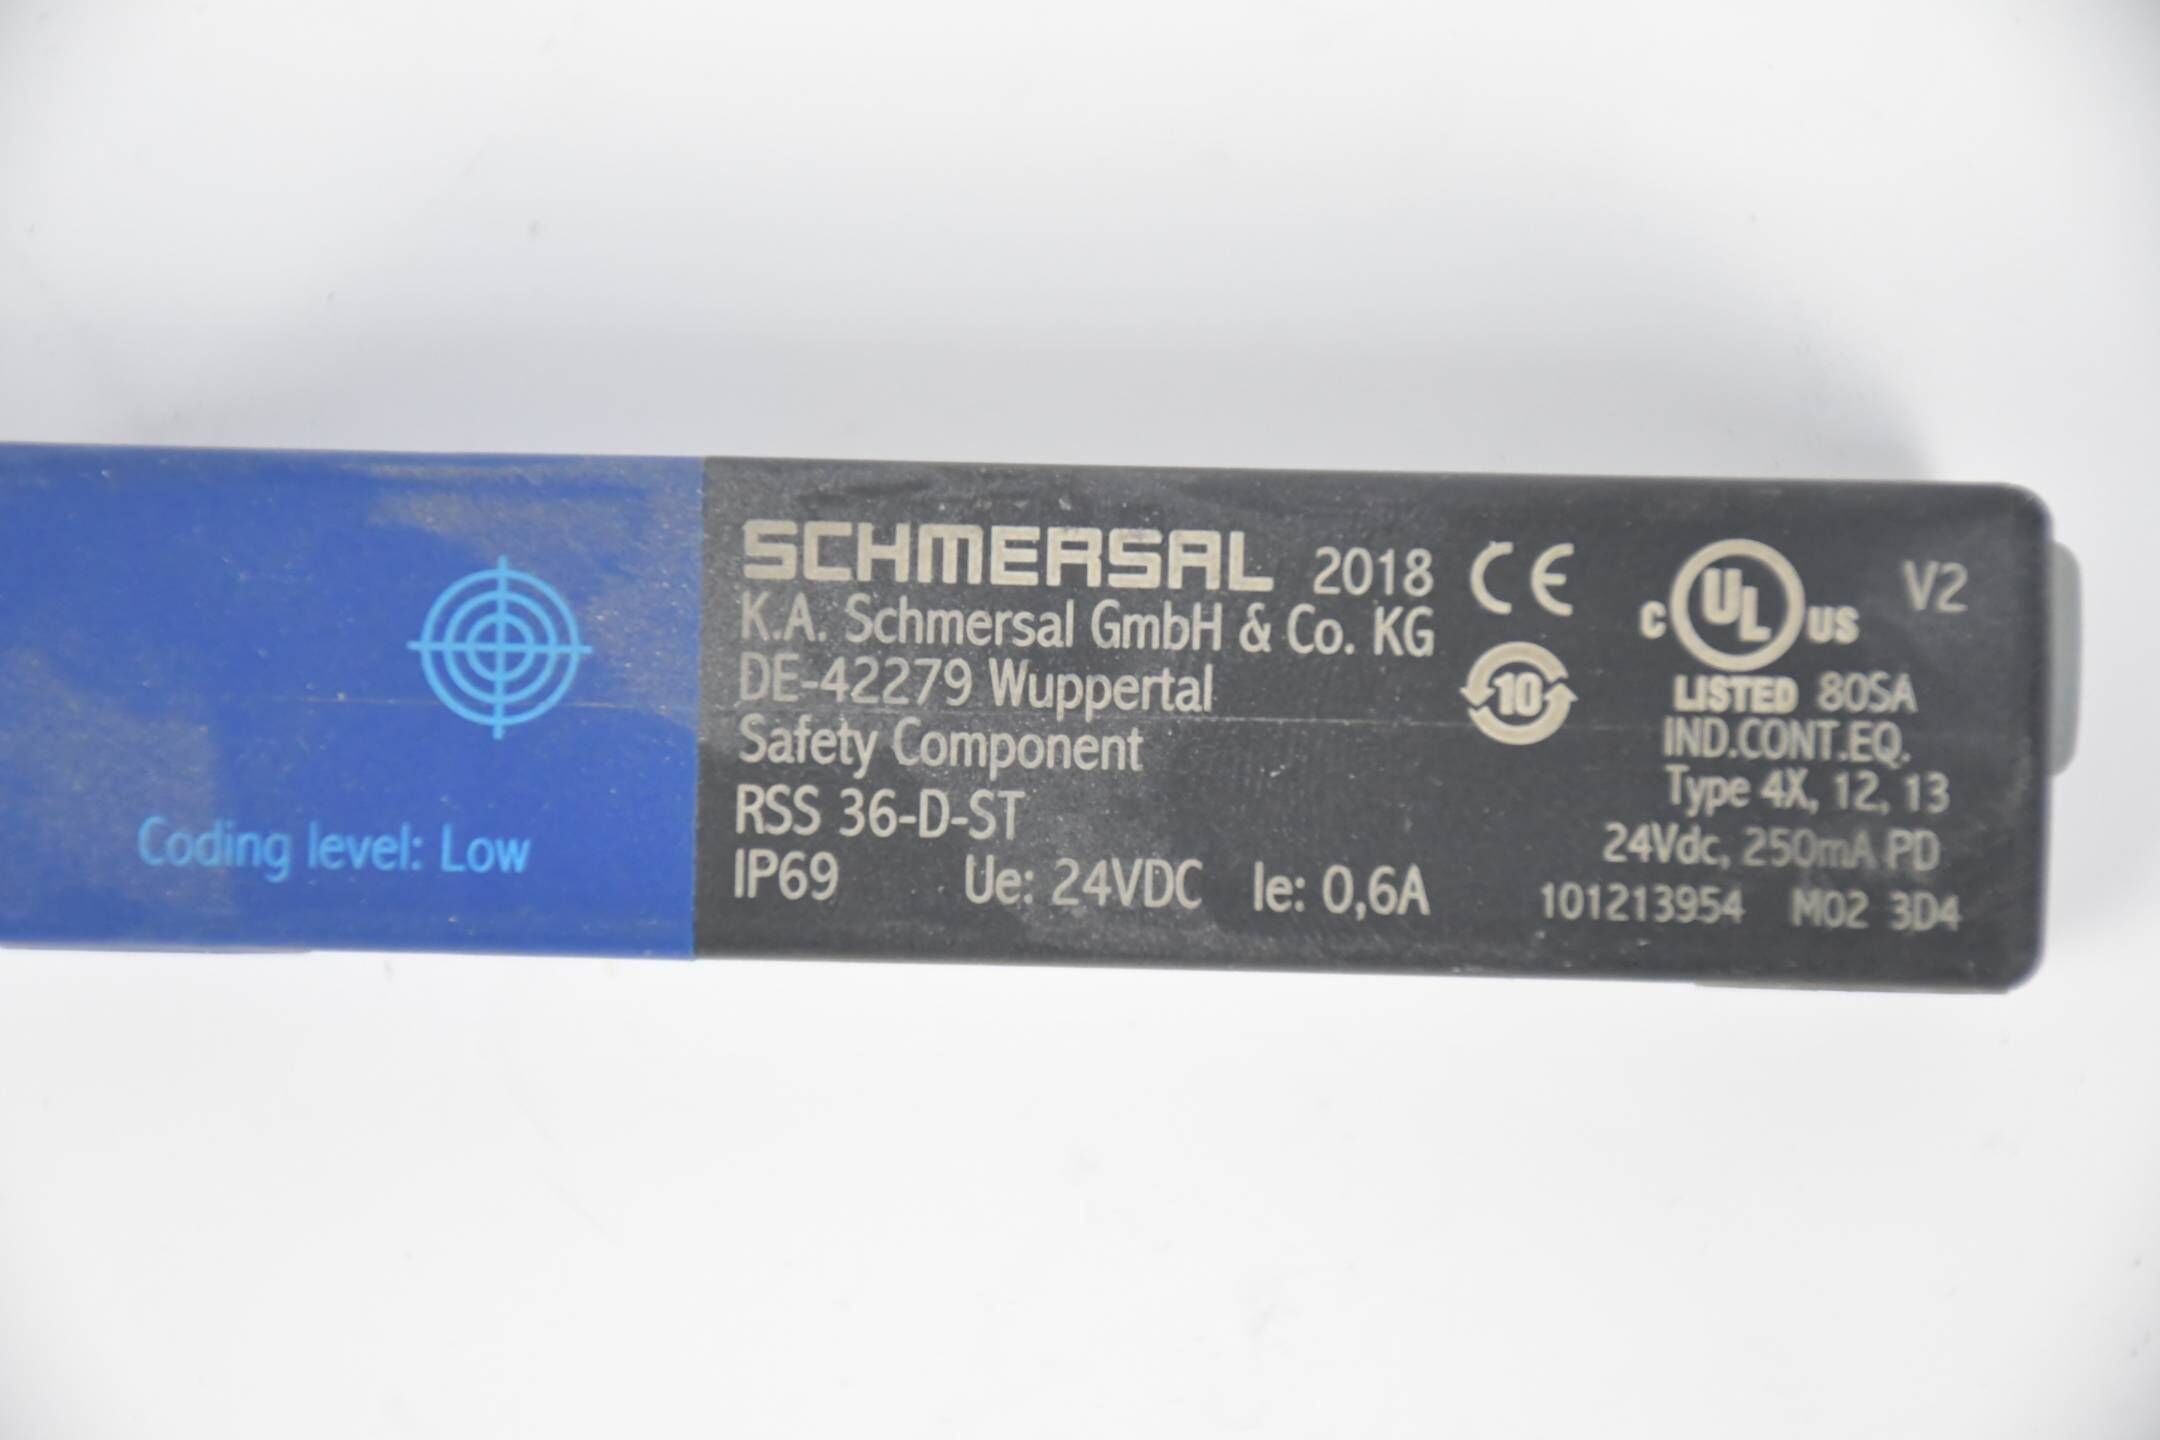 SCHMERSAL 2018 CE
K.A. Schmersal GmbH & Co. KG
DE-42279 Wuppertal
Safety Component
RSS 36-D-ST
IP69 Ue: 24VDC Ie: 0,6A
10
C UL US V2
LISTED 80SA
IND.CONT.EQ.
Type 4X, 12, 13
24Vdc, 250mA PD
101213954 M02 3D4
Coding level: Low